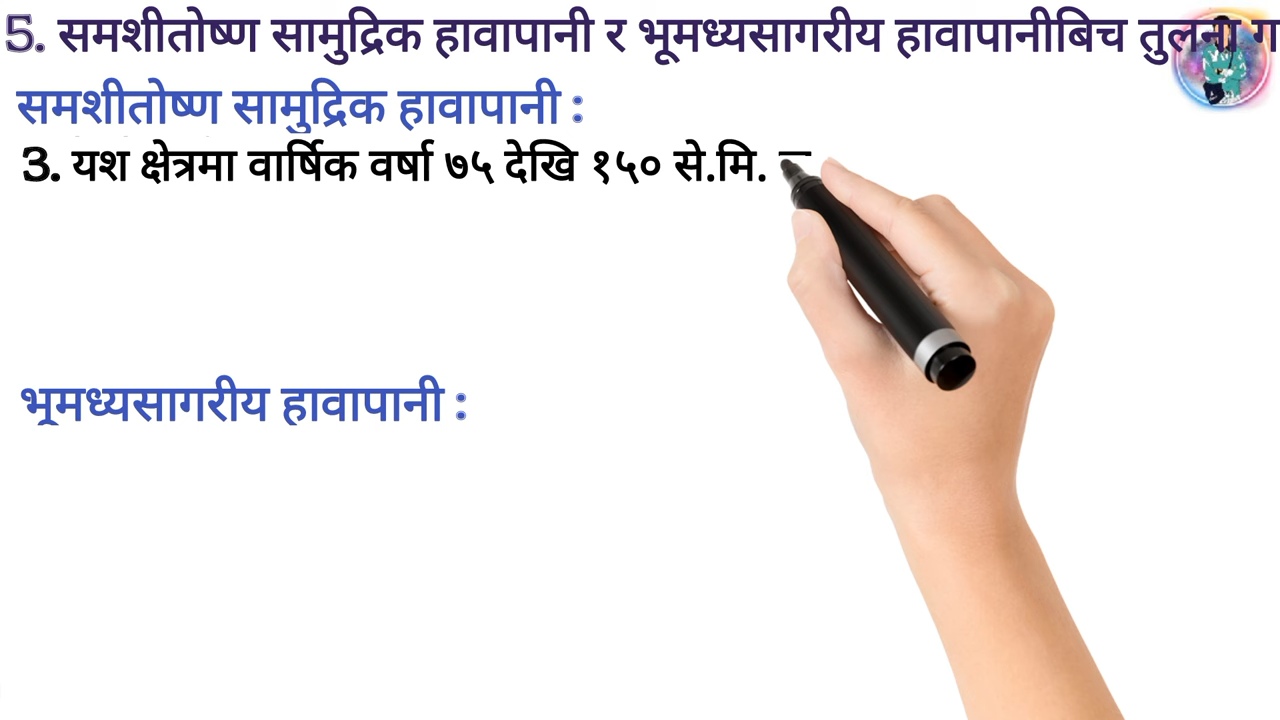 5. समशीतोष्ण सामुद्रिक हावापानी र भूमध्यसागरीय हावापानीबिच तुलना
समशीतोष्ण सामुद्रिक हावापानी :
3. यश क्षेत्रमा वार्षिक वर्षा ७५ देखि १५० से.मि.
भूमध्यसागरीय हावापानी :